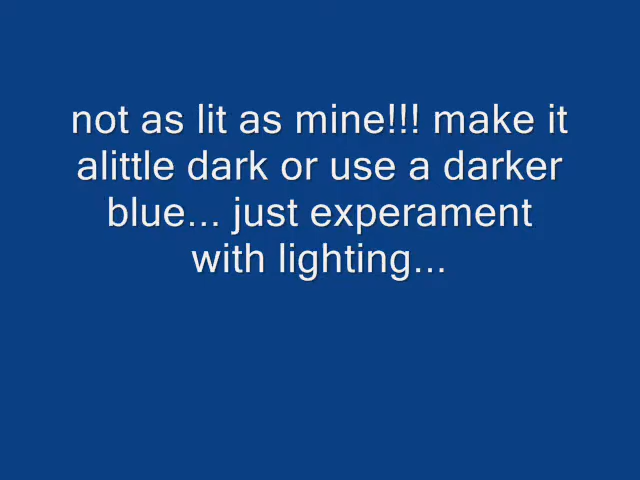 not as lit as mine!!! make it
alittle dark or use a darker
blue... just experament
with lighting...